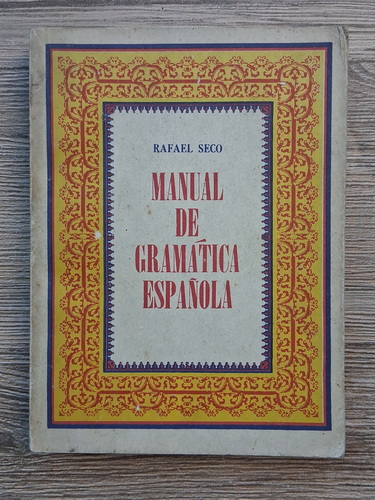 RAFAEL SECO
MANUAL
DE
GRAMÁTICA
ESPAÑOLA